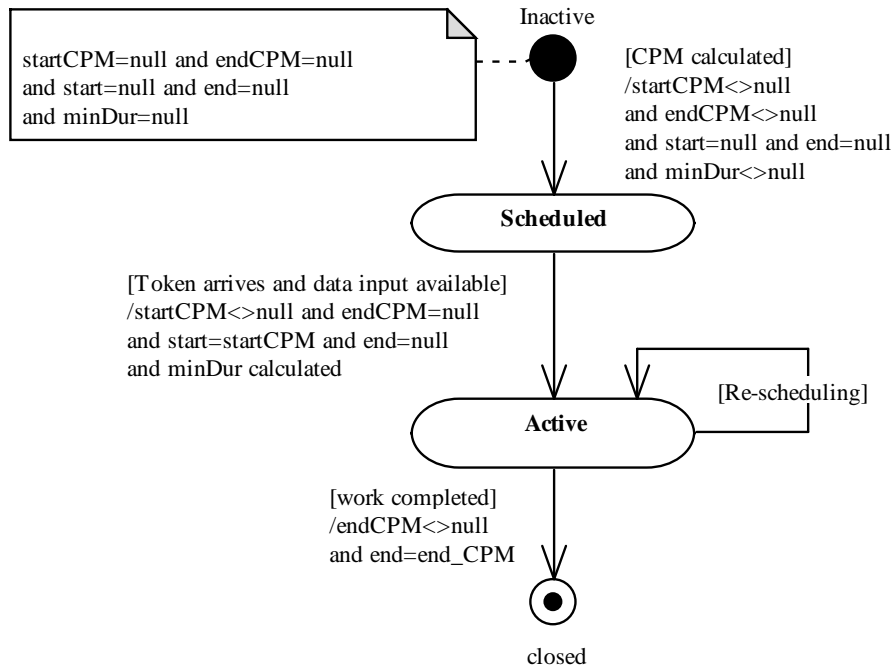 Inactive
startCPM=null and endCPM=null
and start=null and end=null
and minDur=null
[CPM calculated]
/startCPM<>null
and endCPM<>null
and start=null and end=null
and minDur<>null
Scheduled
[Token arrives and data input available]
/startCPM<>null and endCPM=null
and start=startCPM and end=null
and minDur calculated
[Re-scheduling]
Active
[work completed]
/endCPM<>null
and end=end_CPM
closed